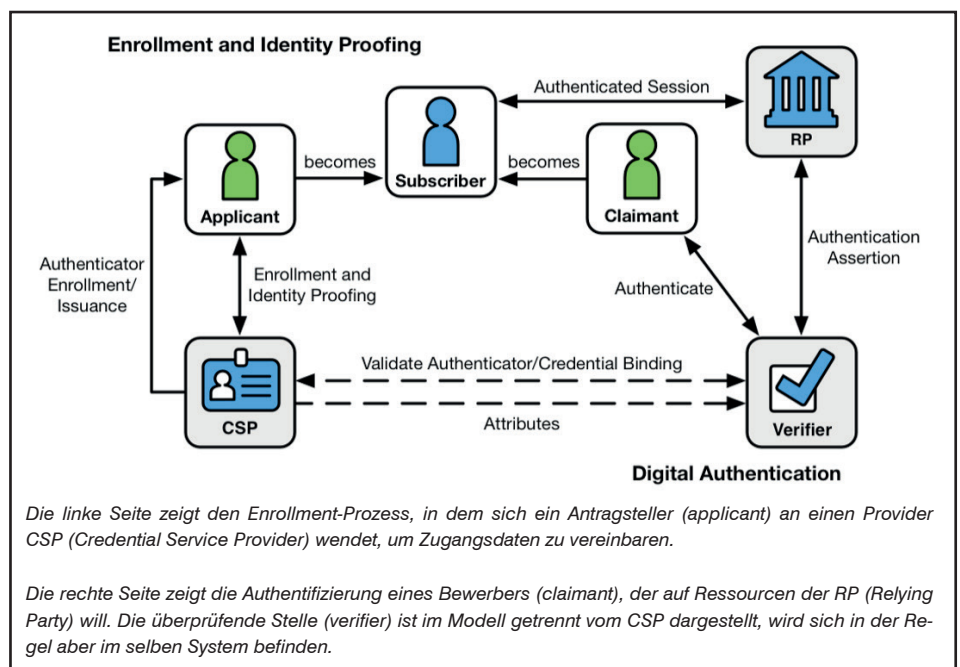 Enrollment and Identity Proofing
Authenticated Session
RP
becomes
Subscriber
becomes
Applicant
Claimant
Authenticator
Enrollment/
Issuance
Enrollment and
Identity Proofing
Authenticate
Authentication
Assertion
Validate Authenticator/Credential Binding
CSP
Attributes
Verifier
Digital Authentication
Die linke Seite zeigt den Enrollment-Prozess, in dem sich ein Antragsteller (applicant) an einen Provider
CSP (Credential Service Provider) wendet, um Zugangsdaten zu vereinbaren.
Die rechte Seite zeigt die Authentifizierung eines Bewerbers (claimant), der auf Ressourcen der RP (Relying
Party) will. Die überprüfende Stelle (verifier) ist im Modell getrennt vom CSP dargestellt, wird sich in der Re-
gel aber im selben System befinden.